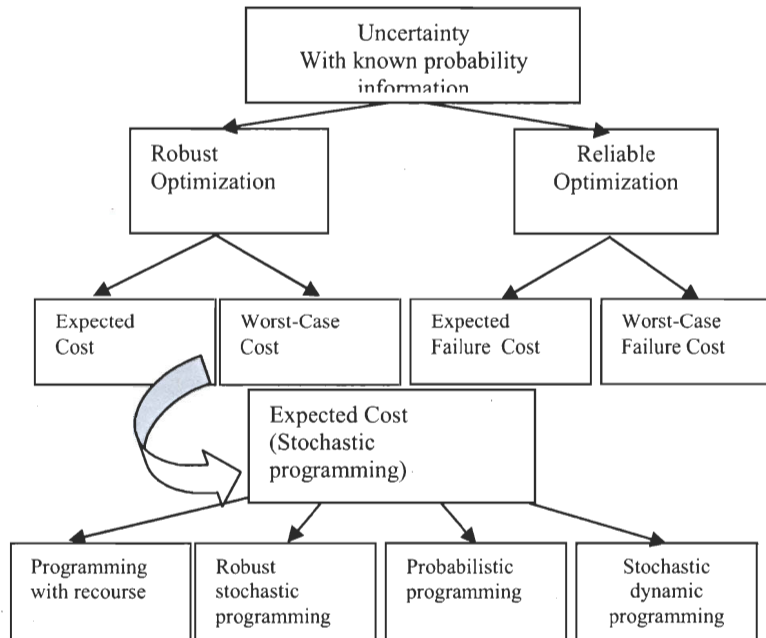 Uncertainty
With known probability
information
Robust
Optimization
Reliable
Optimization
Expected
Cost
Worst-Case
Cost
Expected
Failure Cost
Worst-Case
Failure Cost
Expected Cost
(Stochastic
programming)
Programming
with recourse
Robust
stochastic
programming
Probabilistic
programming
Stochastic
dynamic
programming